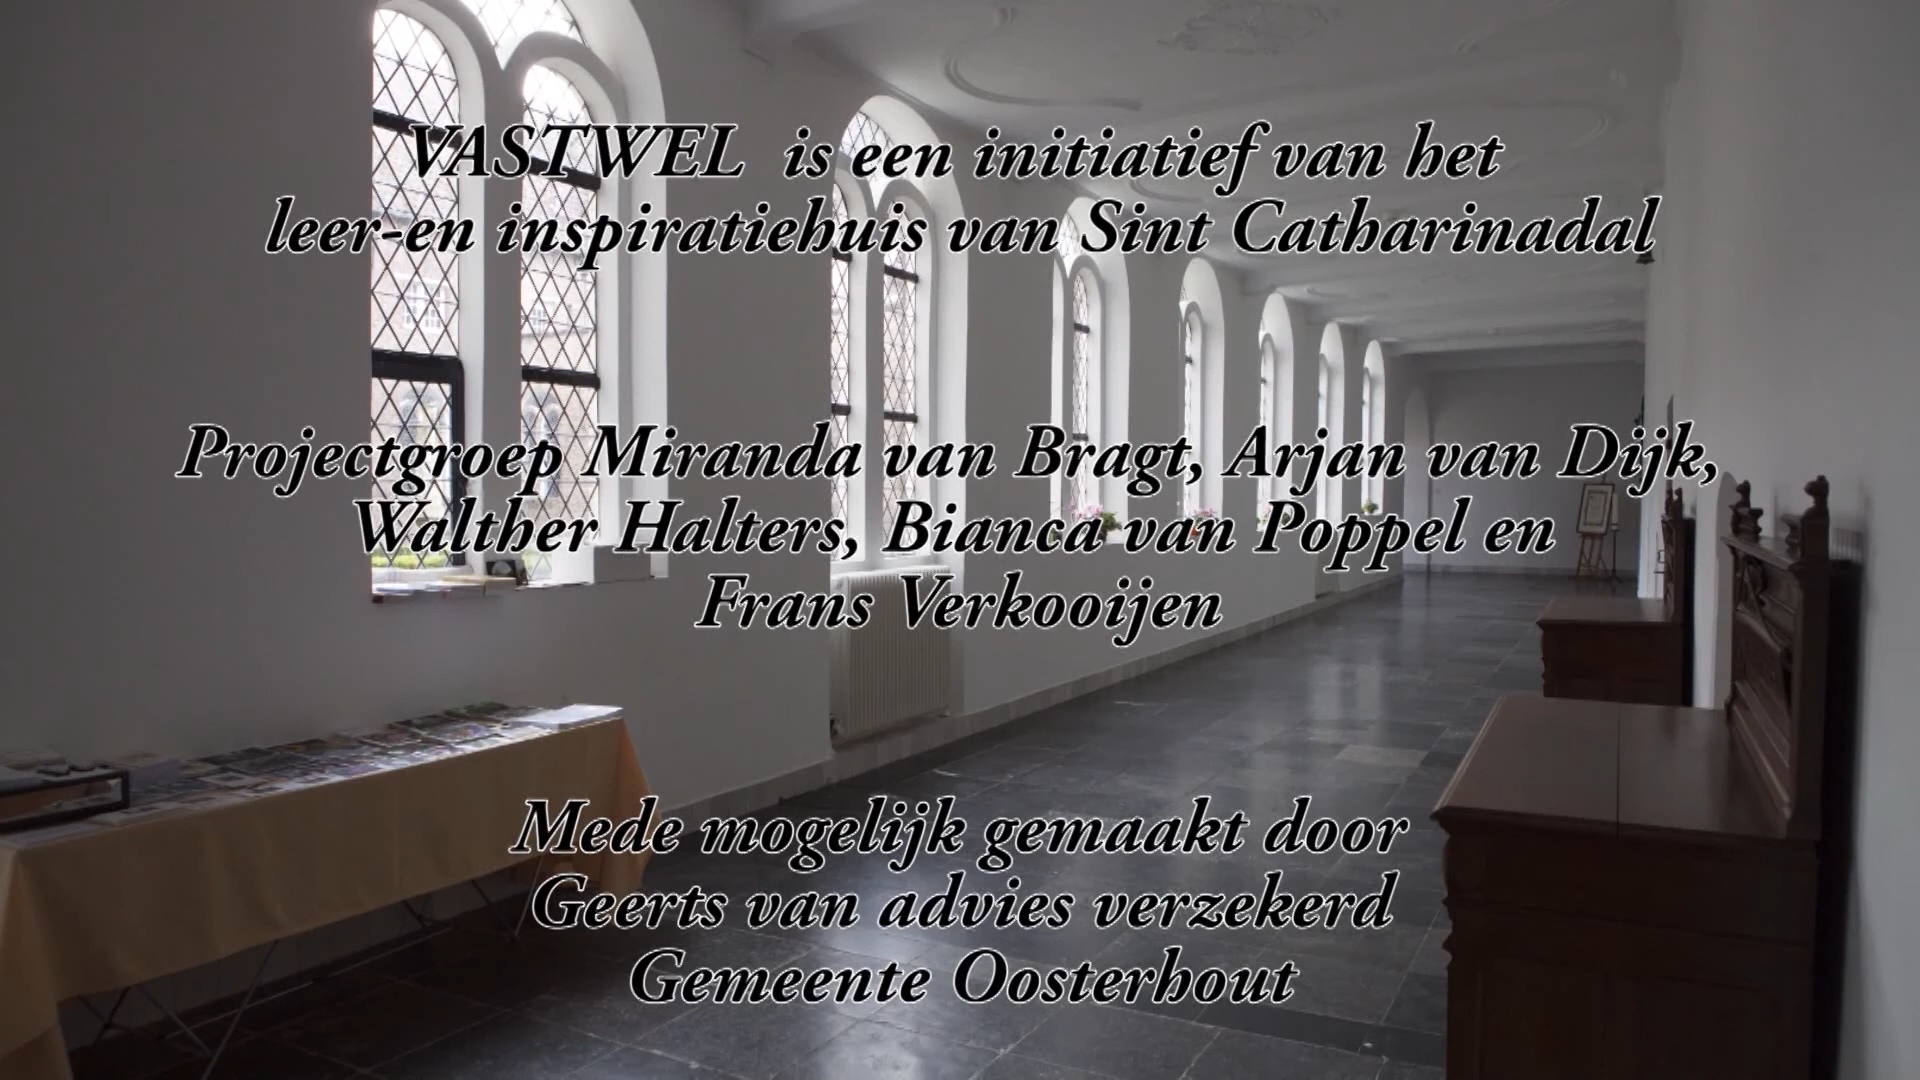 VASTWEL is een initiatief van het
leer-en inspiratiehuis van Sint Catharinadal
Projectgroep Miranda van Bragt, Arjan van Dijk,
Walther Halters, Bianca van Poppel en
Frans Verkooijen
Mede mogelijk gemaakt door
Geerts van advies verzekerd
Gemeente Oosterhout